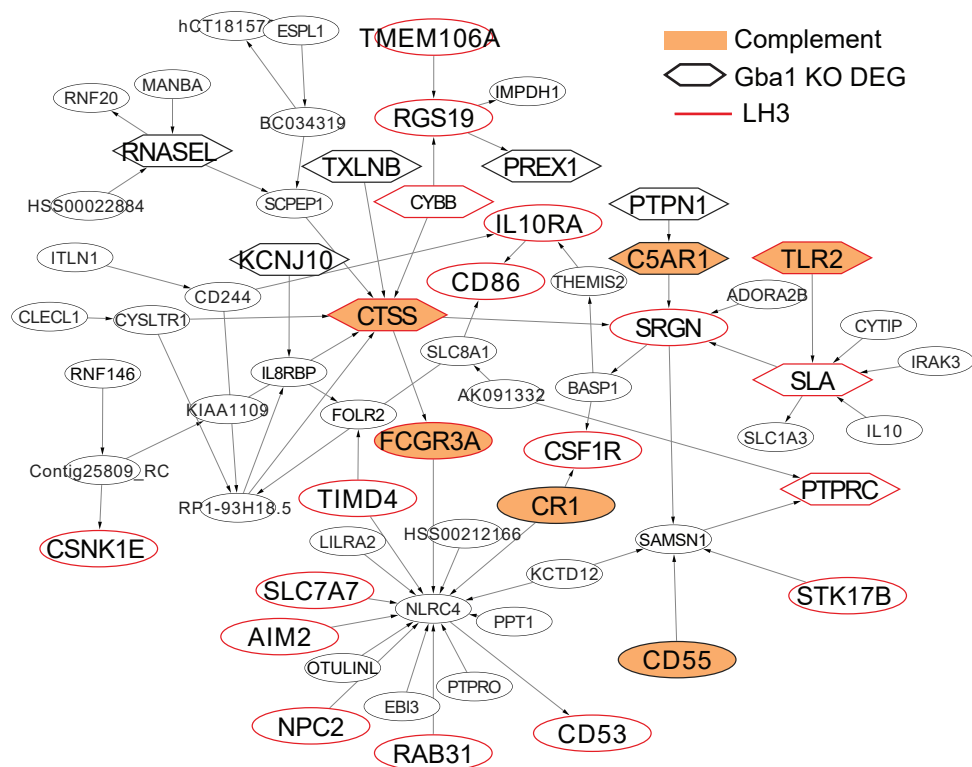 hCT181577
ESPL1
TMEM106A
Complement
Gba1 KO DEG
LH3
MANBA
RNF20
IMPDH1
BC034319
RGS19
RNASEL
TXLNB
PREX1
HSS00022884
SCPEP1
CYBB
PTPN1
IL10RA
ITLN1
KCNJ10
C5AR1
TLR2
CD86
THEMIS2
CD244
ADORA2B
CLECL1
CYSLTR1
CTSS
SRGN
CYTIP
SLC8A1
IRAK3
RNF146
IL8RBP
BASP1
SLA
AK091332
KIAA1109
FOLR2
SLC1A3
IL10
FCGR3A
CSF1R
Contig25809_RC
PTPRC
RP1-93H18.5
TIMD4
CR1
HSS00212166
CSNK1E
LILRA2
SAMSN1
KCTD12
SLC7A7
STK17B
NLRC4
PPT1
AIM2
CD55
OTULINL
PTPRO
EBI3
NPC2
CD53
RAB31